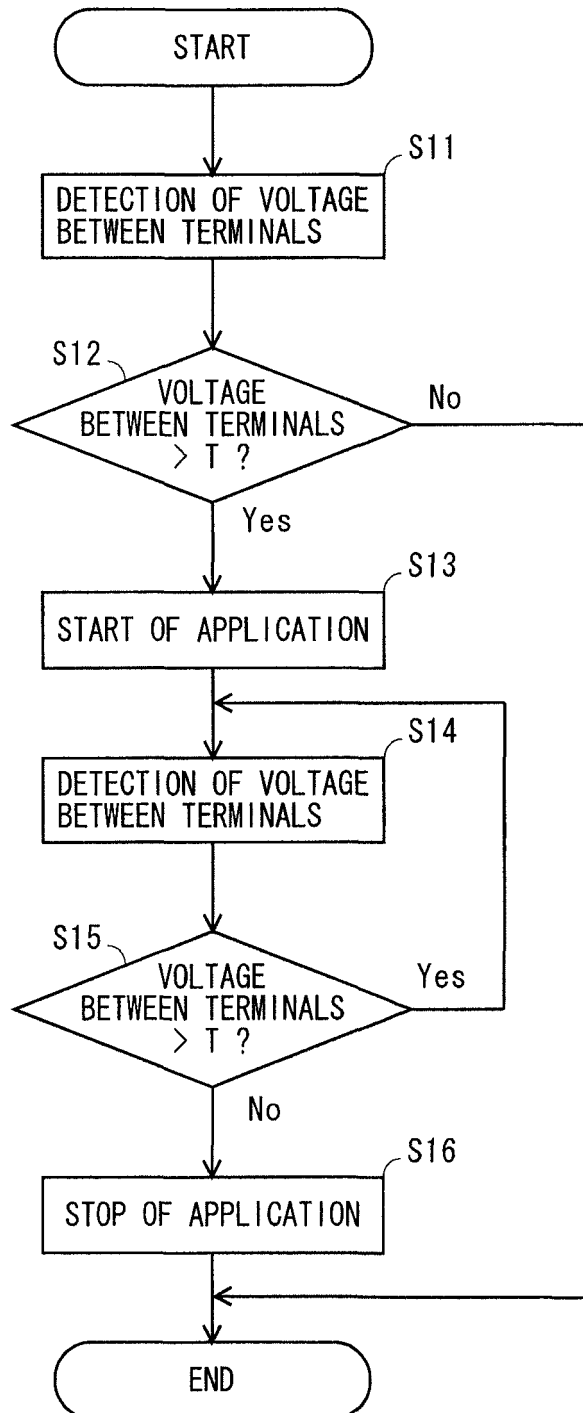 START
S11
DETECTION OF VOLTAGE
BETWEEN TERMINALS
S12
VOLTAGE
BETWEEN TERMINALS
> T ?
No
Yes
S13
START OF APPLICATION
S14
DETECTION OF VOLTAGE
BETWEEN TERMINALS
S15
VOLTAGE
BETWEEN TERMINALS
> T ?
Yes
No
S16
STOP OF APPLICATION
END